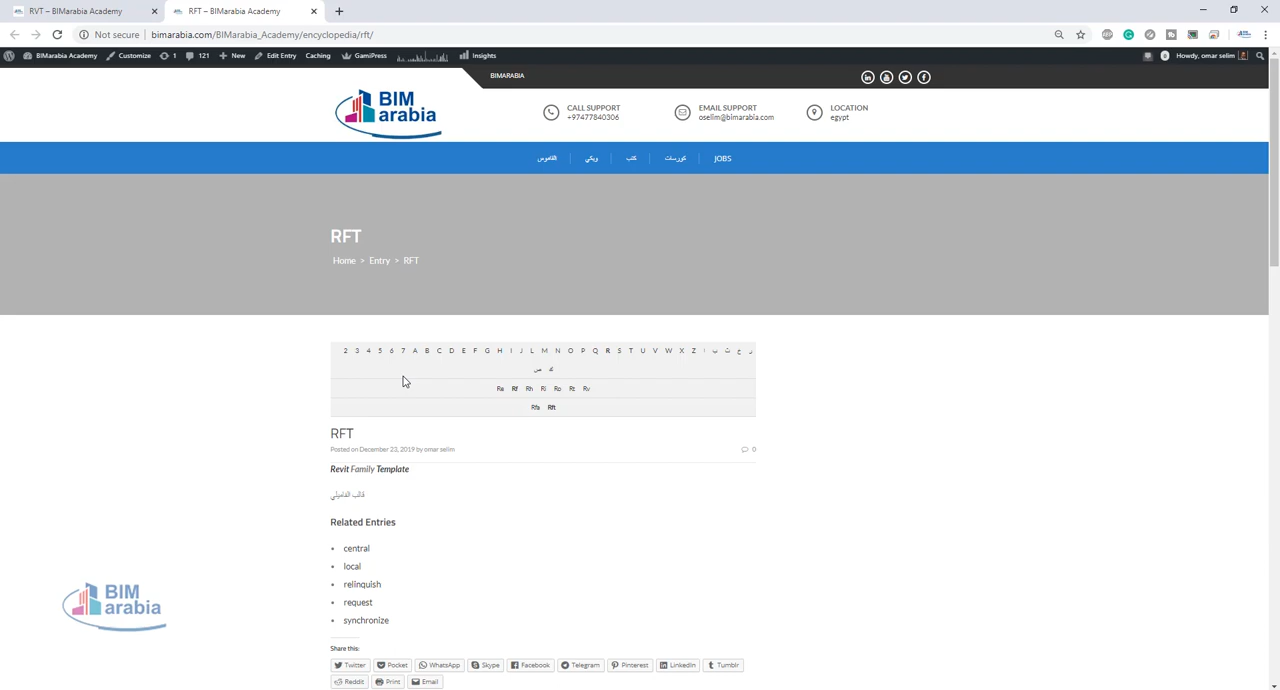 RVT – BIMarabia Academy
RFT – BIMarabia Academy
Not secure
bimarabia.com/BIMarabia_Academy/encyclopedia/rft/
BIMarabia Academy Customize 1 121 New Edit Entry Caching GamiPress Insights Howdy, omar selim
BIMARABIA
BIM
arabia
CALL SUPPORT
+97477840306
EMAIL SUPPORT
oselim@bimarabia.com
LOCATION
egypt
القاموس ويكي كتب كورسات JOBS
RFT
Home > Entry > RFT
2 3 4 5 6 7 A B C D E F G H I J L M N O P Q R S T U V W X Z ا ب ث ح ر
ص ك
Re Rf Rh Ri Ro Rt Rv
Rfa Rft
RFT
Posted on December 23, 2019 by omar selim 0
Revit Family Template
قالب الفاميلي
Related Entries
central
local
relinquish
request
synchronize
BIM
arabia
Share this:
Twitter Pocket WhatsApp Skype Facebook Telegram Pinterest LinkedIn Tumblr
Reddit Print Email